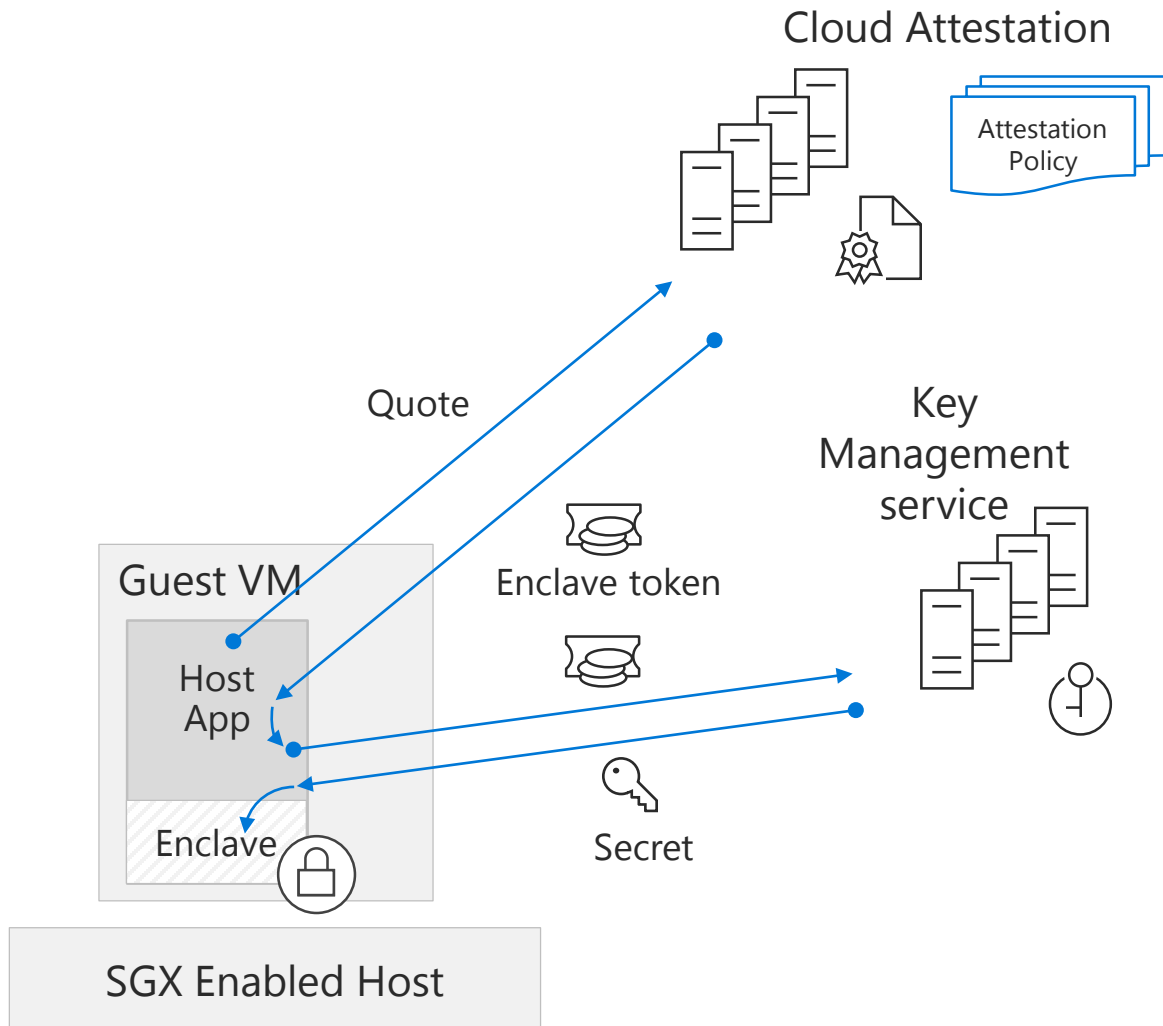 Cloud Attestation
Attestation
Policy
Quote
Key
Management
service
Enclave token
Guest VM
Host
App
Enclave
Secret
SGX Enabled Host